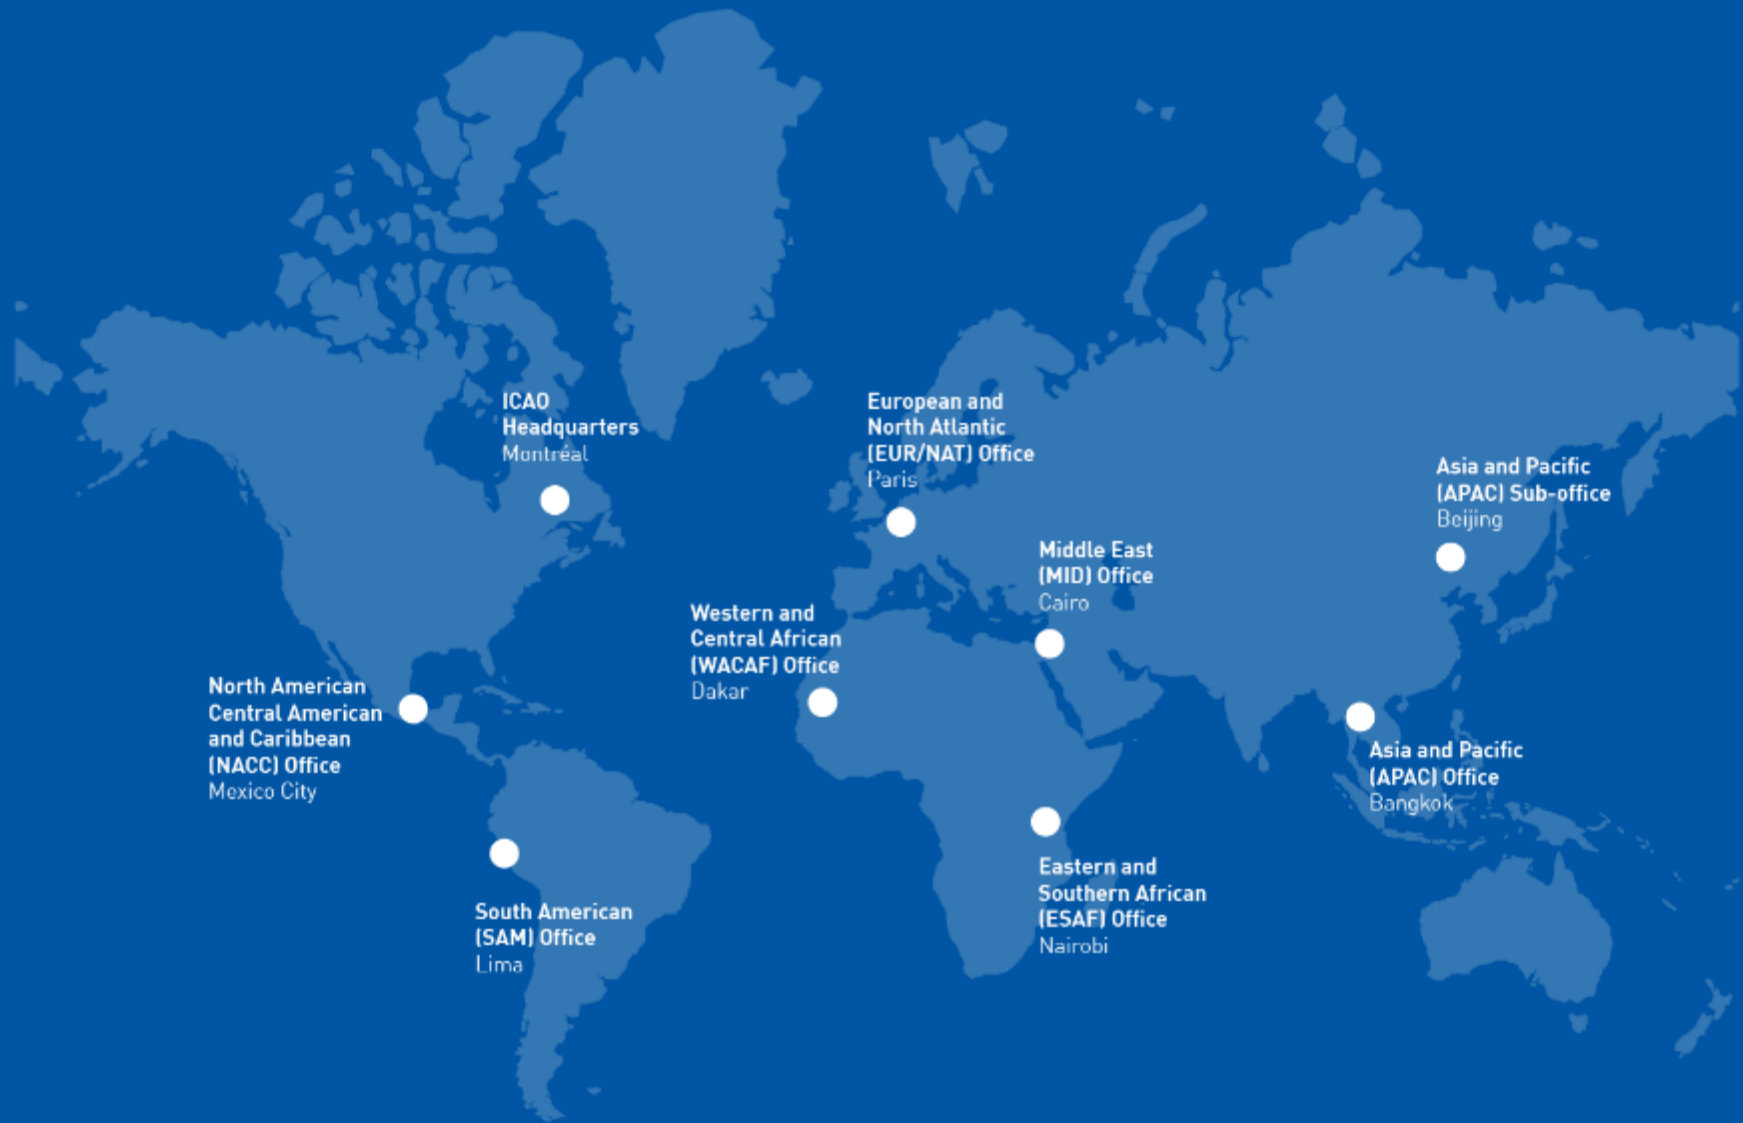 ICAO
Headquarters
Montréal
European and
North Atlantic
(EUR/NAT) Office
Paris
Asia and Pacific
(APAC) Sub-office
Beijing
Middle East
(MID) Office
Cairo
Western and
Central African
(WACAF) Office
Dakar
North American
Central American
and Caribbean
(NACC) Office
Mexico City
Asia and Pacific
(APAC) Office
Bangkok
Eastern and
Southern African
(ESAF) Office
Nairobi
South American
(SAM) Office
Lima